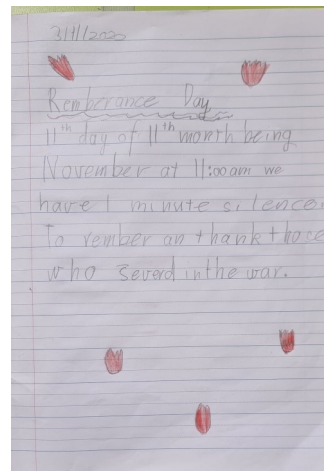 3/11/2020
Remberance Day
11th day of 11th month being
November at 11:00am we
have 1 minute silence
To rember an thank those
who severd in the war.